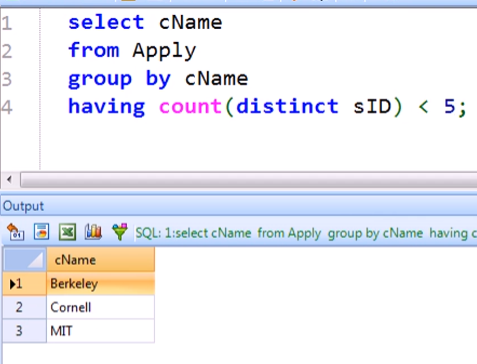 1 select cName
2 from Apply
3 group by cName
4 having count(distinct sID) < 5;
Output
SQL: 1:select cName from Apply group by cName having c
cName
1 Berkeley
2 Cornell
3 MIT